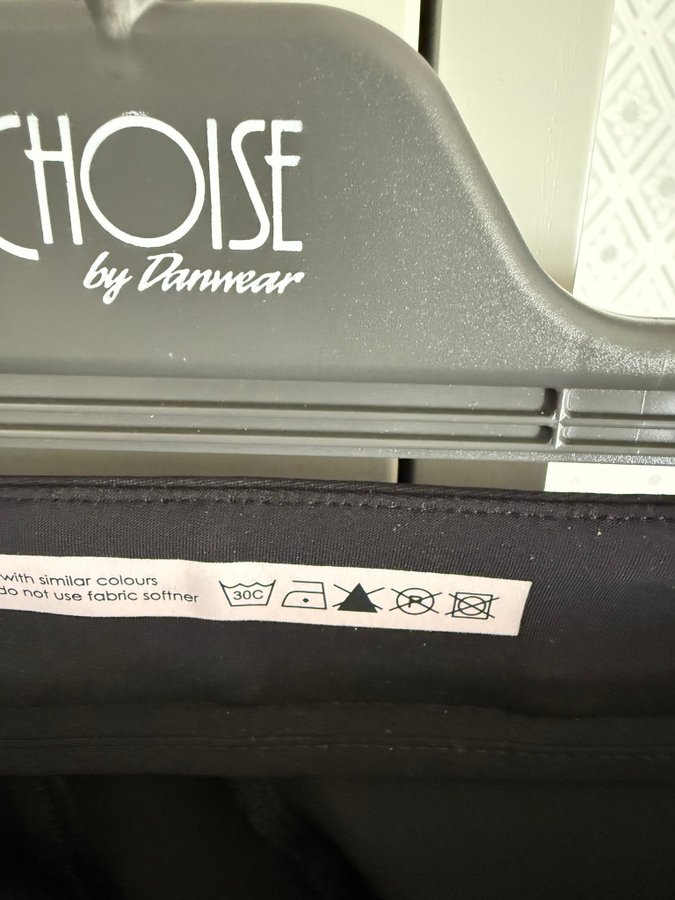 CHOISE
by Danwear
with similar colours
do not use fabric softner
30C
P